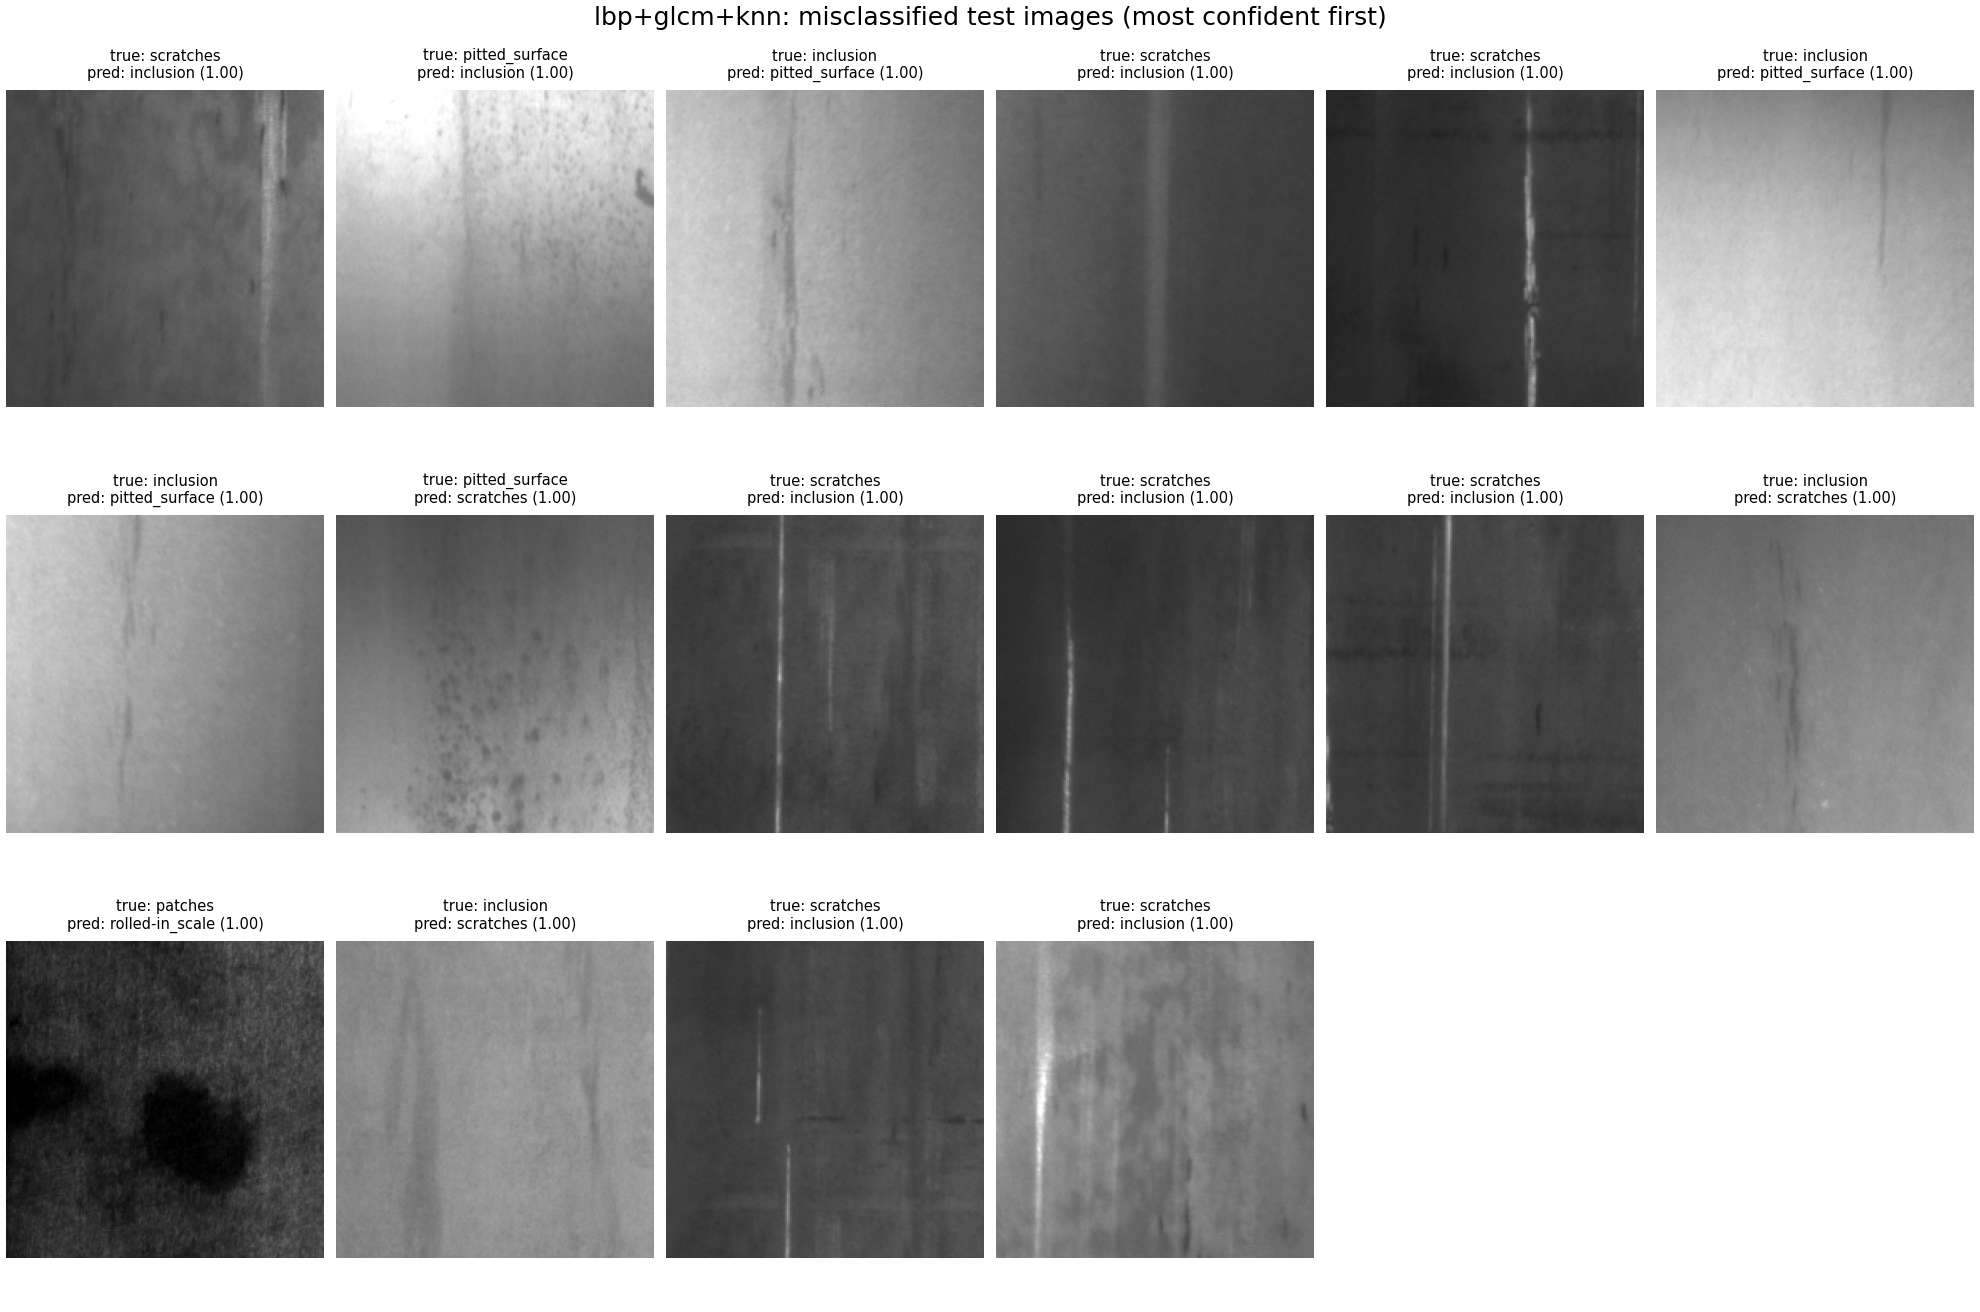 lbp+glcm+knn: misclassified test images (most confident first)
true: scratches
pred: inclusion (1.00)
true: pitted_surface
pred: inclusion (1.00)
true: inclusion
pred: pitted_surface (1.00)
true: scratches
pred: inclusion (1.00)
true: scratches
pred: inclusion (1.00)
true: inclusion
pred: pitted_surface (1.00)
true: inclusion
pred: pitted_surface (1.00)
true: pitted_surface
pred: scratches (1.00)
true: scratches
pred: inclusion (1.00)
true: scratches
pred: inclusion (1.00)
true: scratches
pred: inclusion (1.00)
true: inclusion
pred: scratches (1.00)
true: patches
pred: rolled-in_scale (1.00)
true: inclusion
pred: scratches (1.00)
true: scratches
pred: inclusion (1.00)
true: scratches
pred: inclusion (1.00)